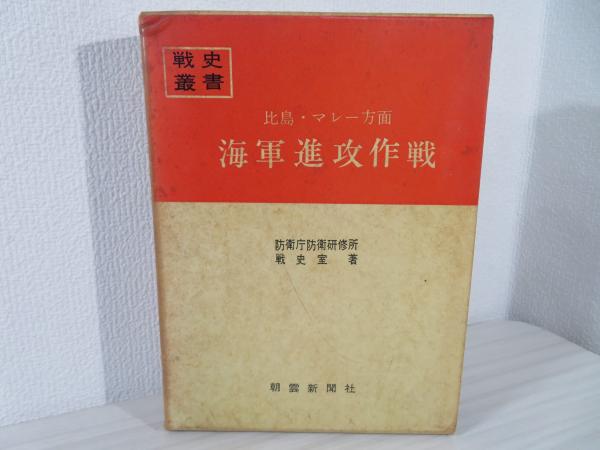 戦史
叢書
比島・マレー方面
海軍進攻作戦
防衛庁防衛研修所
戦史室 著
朝雲新聞社